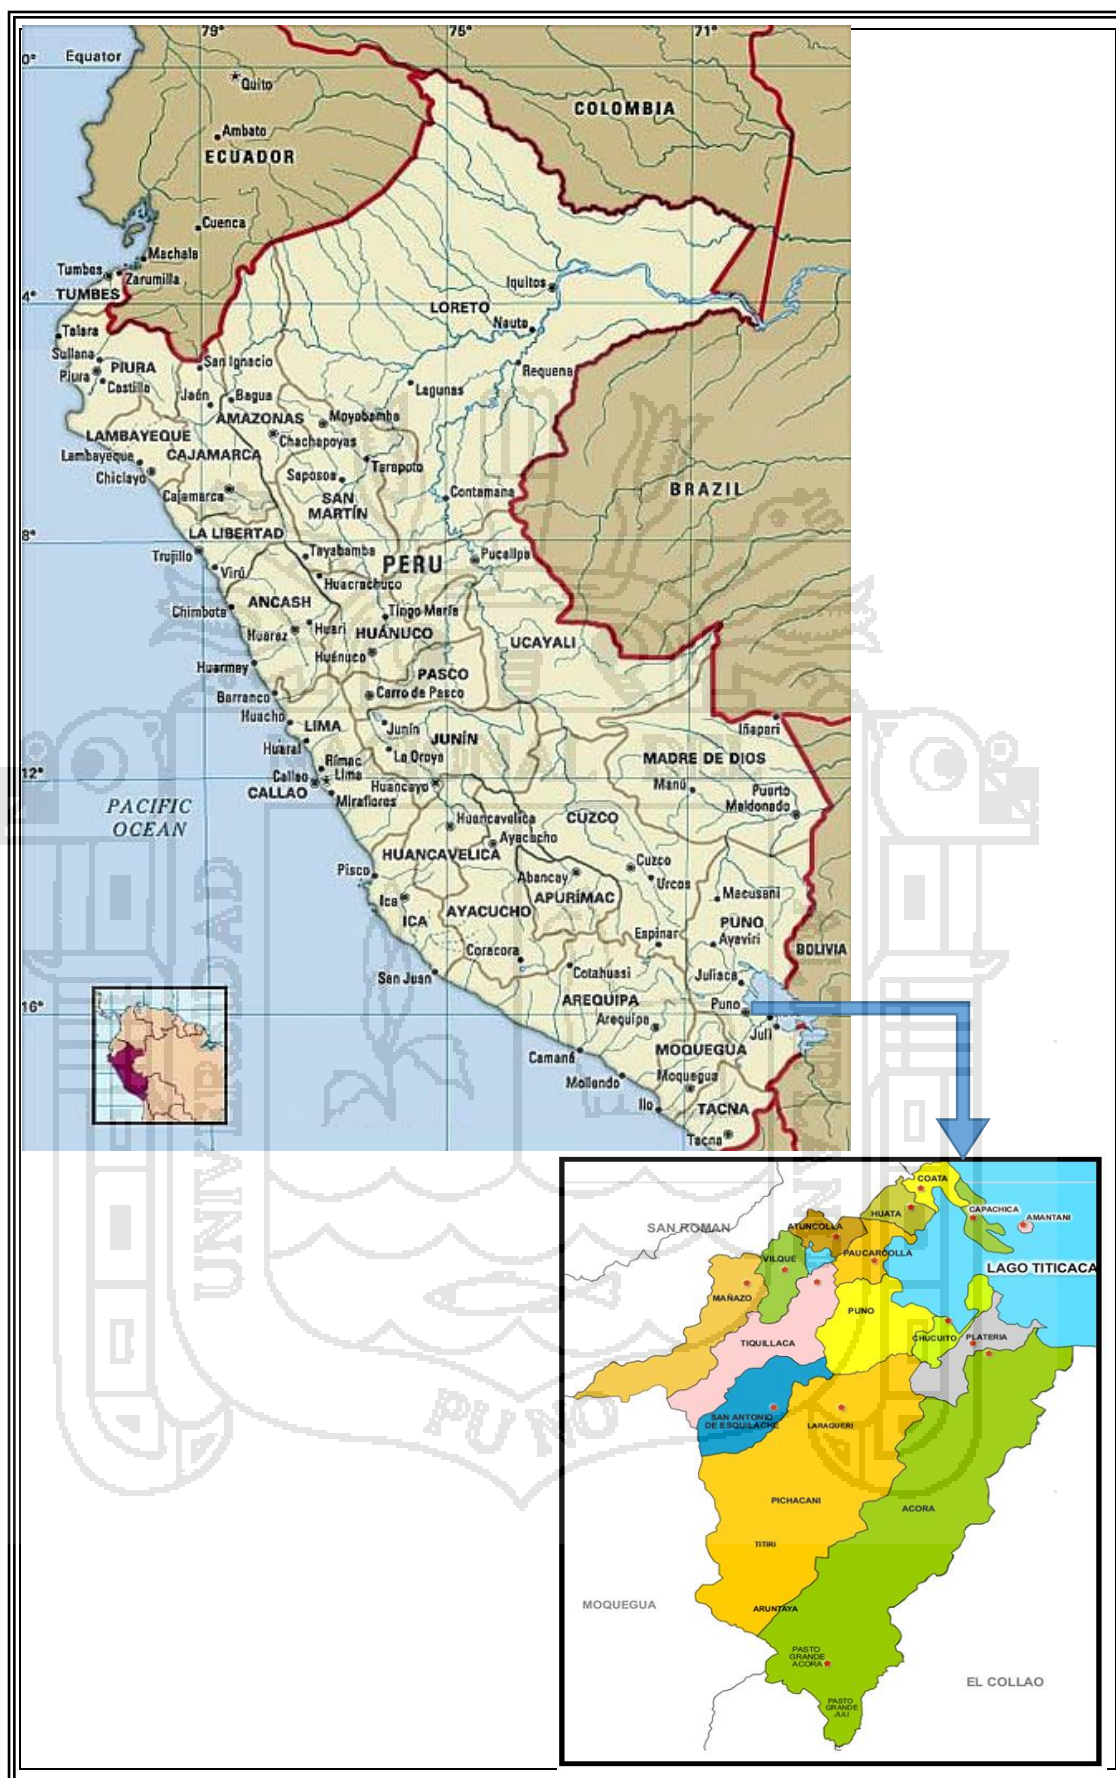 79°
75°
71°
0°
Equator
Quito
COLOMBIA
Ambato
ECUADOR
Cuenca
Machala
Tumbes
Zarumilla
TUMBES
Iquitos
4°
LORETO
Nauta
Talara
Sullana
San Ignacio
Requena
PIURA
Piura
Castilla
Lagunas
Jaén
Bagua
AMAZONAS
Moyobamba
LAMBAYEQUE
Chachapoyas
Lambayeque
CAJAMARCA
Tarapoto
Chiclayo
Saposoa
BRAZIL
Cajamarca
SAN
MARTÍN
Contamana
LA LIBERTAD
8°
Trujillo
Tayabamba
PERU
Pucallpa
Virú
Huacrachuco
Chimbote
ANCASH
Tingo María
Huaraz
Huari
HUÁNUCO
UCAYALI
Huánuco
Huarmey
PASCO
Barranco
Cerro de Pasco
Huacho
LIMA
Junín
JUNÍN
Iñapari
Huaral
La Oroya
MADRE DE DIOS
Rímac
12°
Callao
Lima
Huancayo
Manú
Puerto
Maldonado
CALLAO
Miraflores
PACIFIC
OCEAN
Huancavelica
CUZCO
Ayacucho
HUANCAVELICA
Cuzco
Pisco
Abancay
Urcos
APURÍMAC
Macusani
Ica
ICA
AYACUCHO
PUNO
Espinar
Ayaviri
BOLIVIA
Coracora
Cotahuasi
San Juan
Juliaca
16°
AREQUIPA
Puno
Arequipa
Juli
Camaná
MOQUEGUA
Mollendo
Moquegua
Ilo
TACNA
Tacna
UNIVERSIDAD
NACIONAL DEL
ALTIPLANO
PUNO
COATA
HUATA
CAPACHICA
AMANTANI
SAN ROMAN
ATUNCOLLA
PAUCARCOLLA
VILQUE
LAGO TITICACA
MAÑAZO
PUNO
TIQUILLACA
CHUCUITO
PLATERIA
SAN ANTONIO
DE ESQUILACHE
LARAQUERI
PICHACANI
ACORA
TITIRI
MOQUEGUA
ARUNTAYA
PASTO
GRANDE
ACORA
EL COLLAO
PASTO
GRANDE
JULI